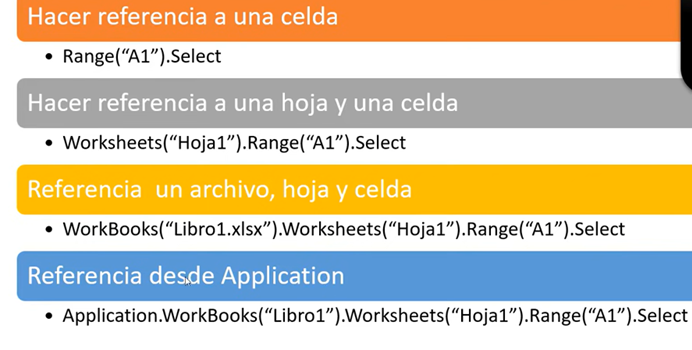 Hacer referencia a una celda
• Range(“A1”).Select
Hacer referencia a una hoja y una celda
• Worksheets(“Hoja1”).Range(“A1”).Select
Referencia  un archivo, hoja y celda
• WorkBooks(“Libro1.xlsx”).Worksheets(“Hoja1”).Range(“A1”).Select
Referencia desde Application
• Application.WorkBooks(“Libro1”).Worksheets(“Hoja1”).Range(“A1”).Select